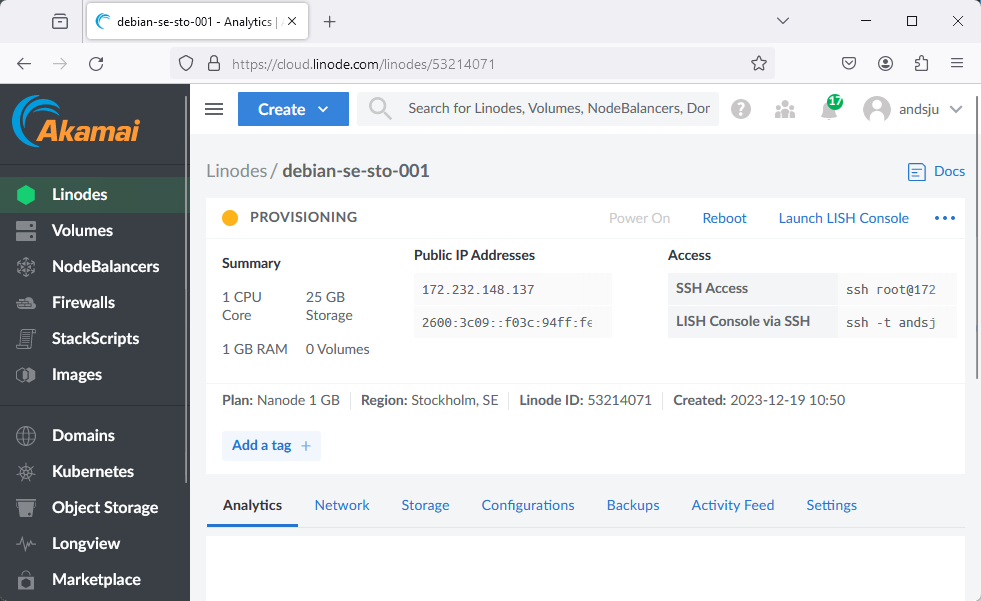 debian-se-sto-001 - Analytics |
https://cloud.linode.com/linodes/53214071
Akamai
Create
Search for Linodes, Volumes, NodeBalancers, Dor
17
andsju
Linodes
Volumes
NodeBalancers
Firewalls
StackScripts
Images
Domains
Kubernetes
Object Storage
Longview
Marketplace
Linodes / debian-se-sto-001
Docs
PROVISIONING
Power On
Reboot
Launch LISH Console
Summary
1 CPU Core
25 GB Storage
1 GB RAM
0 Volumes
Public IP Addresses
172.232.148.137
2600:3c09::f03c:94ff:fe
Access
SSH Access
ssh root@172
LISH Console via SSH
ssh -t andsj
Plan: Nanode 1 GB
Region: Stockholm, SE
Linode ID: 53214071
Created: 2023-12-19 10:50
Add a tag +
Analytics
Network
Storage
Configurations
Backups
Activity Feed
Settings